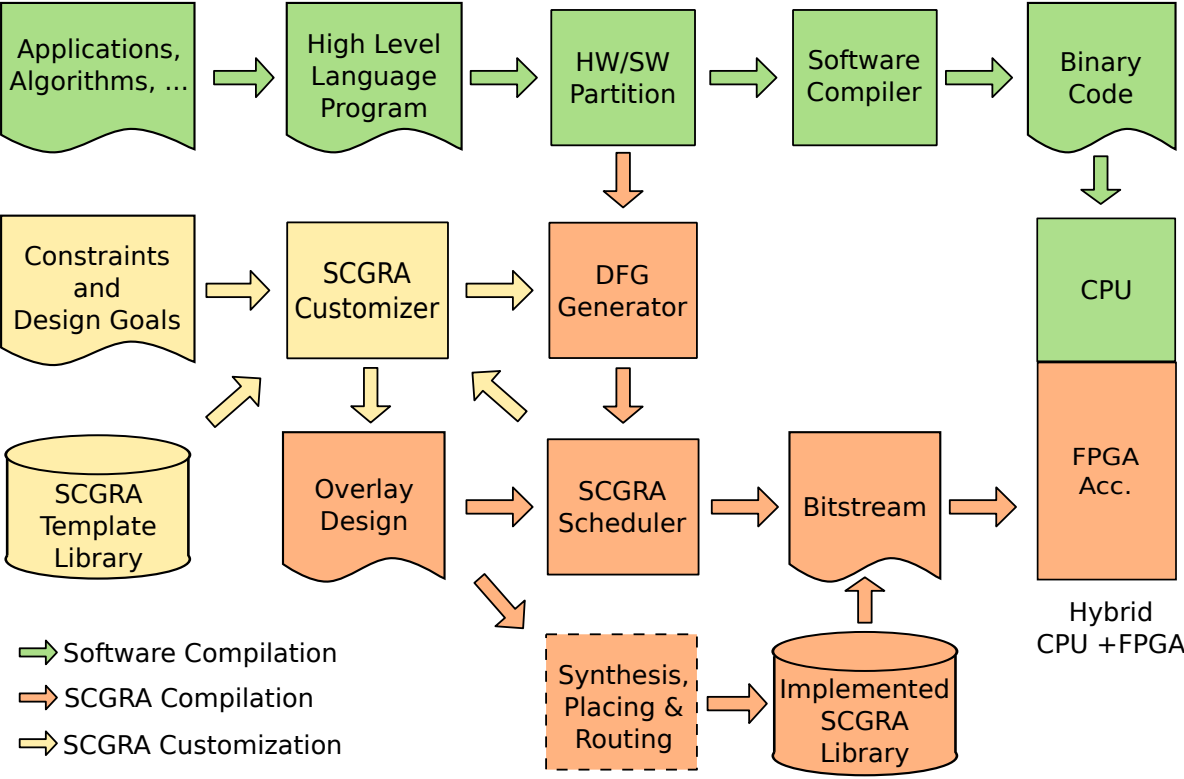 Applications,
Algorithms, ...
High Level
Language
Program
HW/SW
Partition
Software
Compiler
Binary
Code
Constraints
and
Design Goals
SCGRA
Customizer
DFG
Generator
CPU
SCGRA
Template
Library
Overlay
Design
SCGRA
Scheduler
Bitstream
FPGA
Acc.
Hybrid
CPU +FPGA
Software Compilation
SCGRA Compilation
SCGRA Customization
Synthesis,
Placing &
Routing
Implemented
SCGRA
Library